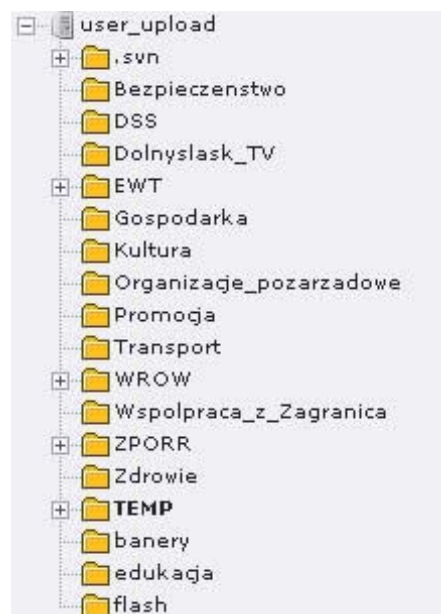 user_upload
.svn
Bezpieczenstwo
DSS
Dolnyslask_TV
EWT
Gospodarka
Kultura
Organizacje_pozarzadowe
Promocja
Transport
WROW
Wspolpraca_z_Zagranica
ZPORR
Zdrowie
TEMP
banery
edukacja
flash